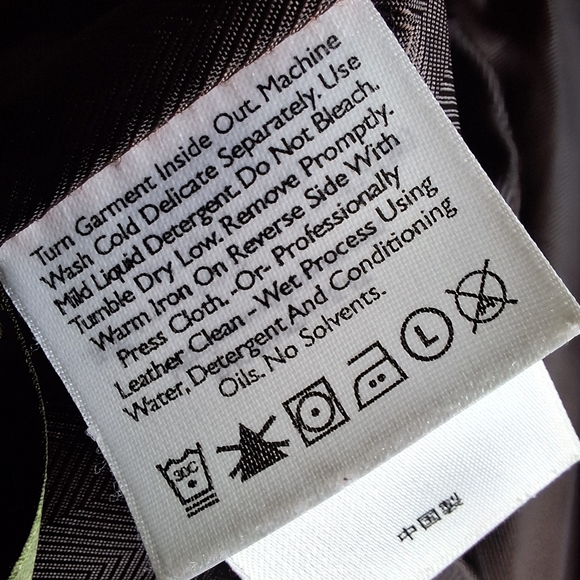 Turn Garment Inside Out. Machine
Wash Cold Delicate Separately. Use
Mild Liquid Detergent. Do Not Bleach.
Tumble Dry Low. Remove Promptly.
Warm Iron On Reverse Side With
Press Cloth. -Or- Professionally
Leather Clean - Wet Process Using
Water, Detergent And Conditioning
Oils. No Solvents.
30C
L
中国製